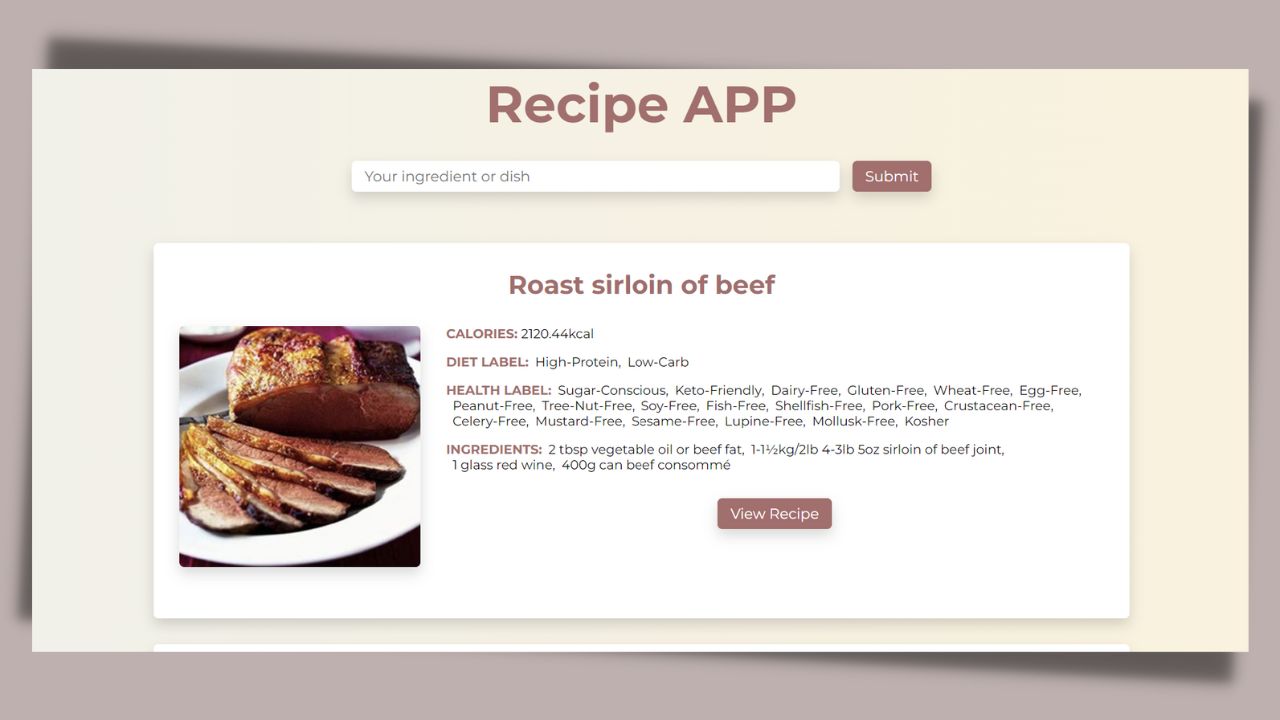 Recipe APP
Your ingredient or dish
Submit
Roast sirloin of beef
CALORIES: 2120.44kcal
DIET LABEL: High-Protein, Low-Carb
HEALTH LABEL: Sugar-Conscious, Keto-Friendly, Dairy-Free, Gluten-Free, Wheat-Free, Egg-Free,
Peanut-Free, Tree-Nut-Free, Soy-Free, Fish-Free, Shellfish-Free, Pork-Free, Crustacean-Free,
Celery-Free, Mustard-Free, Sesame-Free, Lupine-Free, Mollusk-Free, Kosher
INGREDIENTS: 2 tbsp vegetable oil or beef fat, 1-1½kg/2lb 4-3lb 5oz sirloin of beef joint,
1 glass red wine, 400g can beef consommé
View Recipe